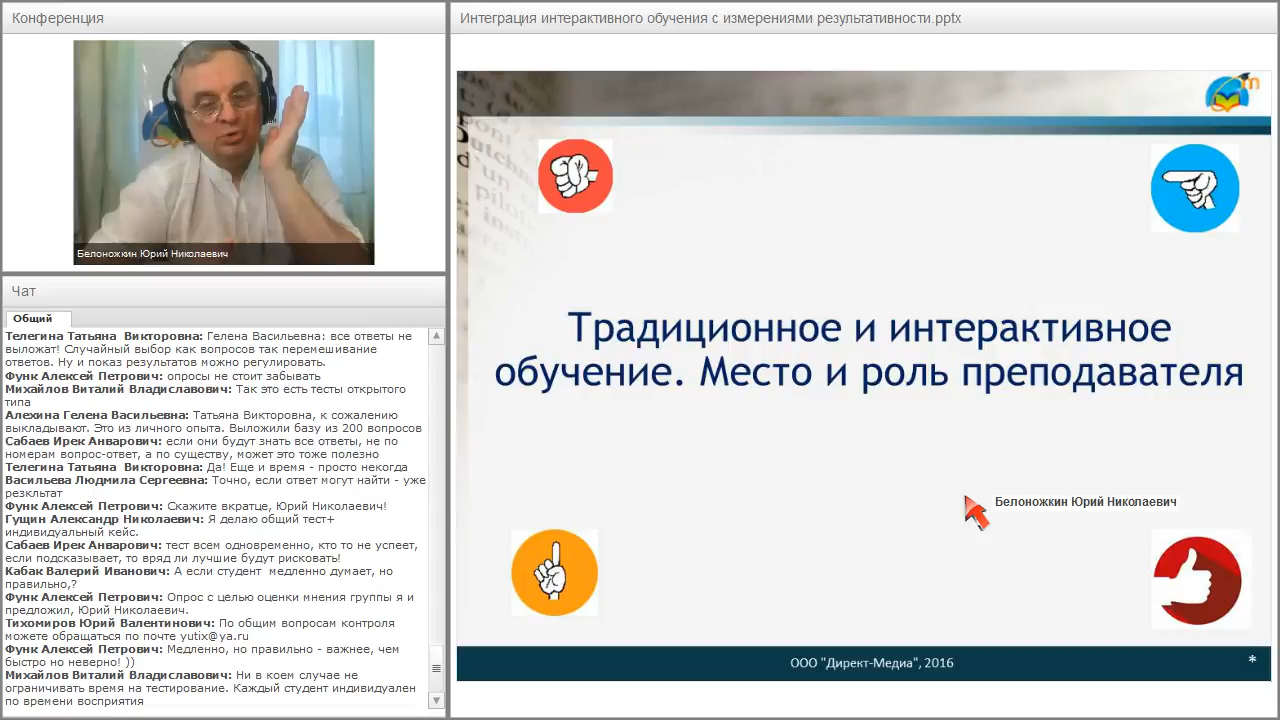 Конференция
Белоножкин Юрий Николаевич
Чат
Общий
Телегина Татьяна  Викторовна: Гелена Васильевна: все ответы не
выложат! Случайный выбор как вопросов так перемешивание
ответов. Ну и показ результатов можно регулировать.
Функ Алексей Петрович: опросы не стоит забывать
Михайлов Виталий Владиславович: Так это есть тесты открытого
типа
Алехина Гелена Васильевна: Татьяна Викторовна, к сожалению
выкладывают. Это из личного опыта. Выложили базу из 200 вопросов
Сабаев Ирек Анварович: если они будут знать все ответы, не по
номерам вопрос-ответ, а по существу, может это тоже полезно
Телегина Татьяна  Викторовна: Да! Еще и время - просто некогда
Васильева Людмила Сергеевна: Точно, если ответ могут найти - уже
резкльтат
Функ Алексей Петрович: Скажите вкратце, Юрий Николаевич!
Гущин Александр Николаевич: Я делаю общий тест+
индивидуальный кейс.
Сабаев Ирек Анварович: тест всем одновременно, кто то не успеет,
если подсказывает, то вряд ли лучшие будут рисковать!
Кабак Валерий Иванович: А если студент  медленно думает, но
правильно,?
Функ Алексей Петрович: Опрос с целью оценки мнения группы я и
предложил, Юрий Николаевич.
Тихомиров Юрий Валентинович: По общим вопросам контроля
можете обращаться по почте yutix@ya.ru
Функ Алексей Петрович: Медленно, но правильно - важнее, чем
быстро но неверно! ))
Михайлов Виталий Владиславович: Ни в коем случае не
ограничивать время на тестирование. Каждый студент индивидуален
по времени восприятия
Интеграция интерактивного обучения с измерениями результативности.pptx
Традиционное и интерактивное
обучение. Место и роль преподавателя
Белоножкин Юрий Николаевич
ООО "Директ-Медиа", 2016
*